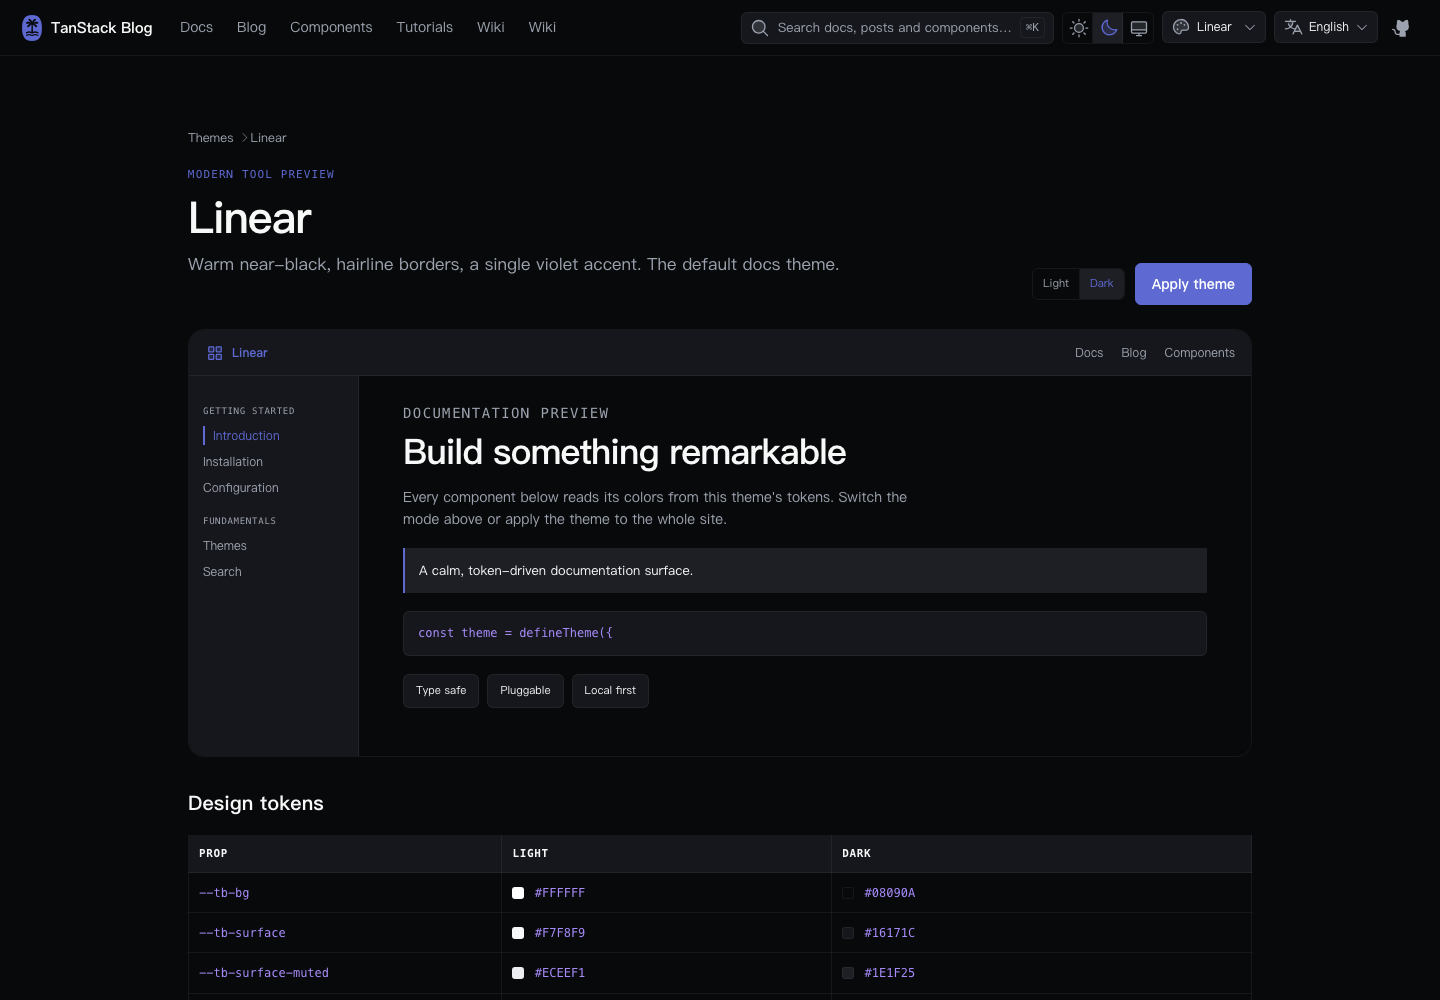 TanStack Blog
Docs
Blog
Components
Tutorials
Wiki
Wiki
Search docs, posts and components...
⌘K
Linear
English
Themes
Linear
MODERN TOOL PREVIEW
Linear
Warm near-black, hairline borders, a single violet accent. The default docs theme.
Light
Dark
Apply theme
Linear
Docs
Blog
Components
GETTING STARTED
Introduction
Installation
Configuration
FUNDAMENTALS
Themes
Search
DOCUMENTATION PREVIEW
Build something remarkable
Every component below reads its colors from this theme's tokens. Switch the
mode above or apply the theme to the whole site.
A calm, token-driven documentation surface.
const theme = defineTheme({
Type safe
Pluggable
Local first
Design tokens
PROP
LIGHT
DARK
--tb-bg
#FFFFFF
#08090A
--tb-surface
#F7F8F9
#16171C
--tb-surface-muted
#ECEEF1
#1E1F25